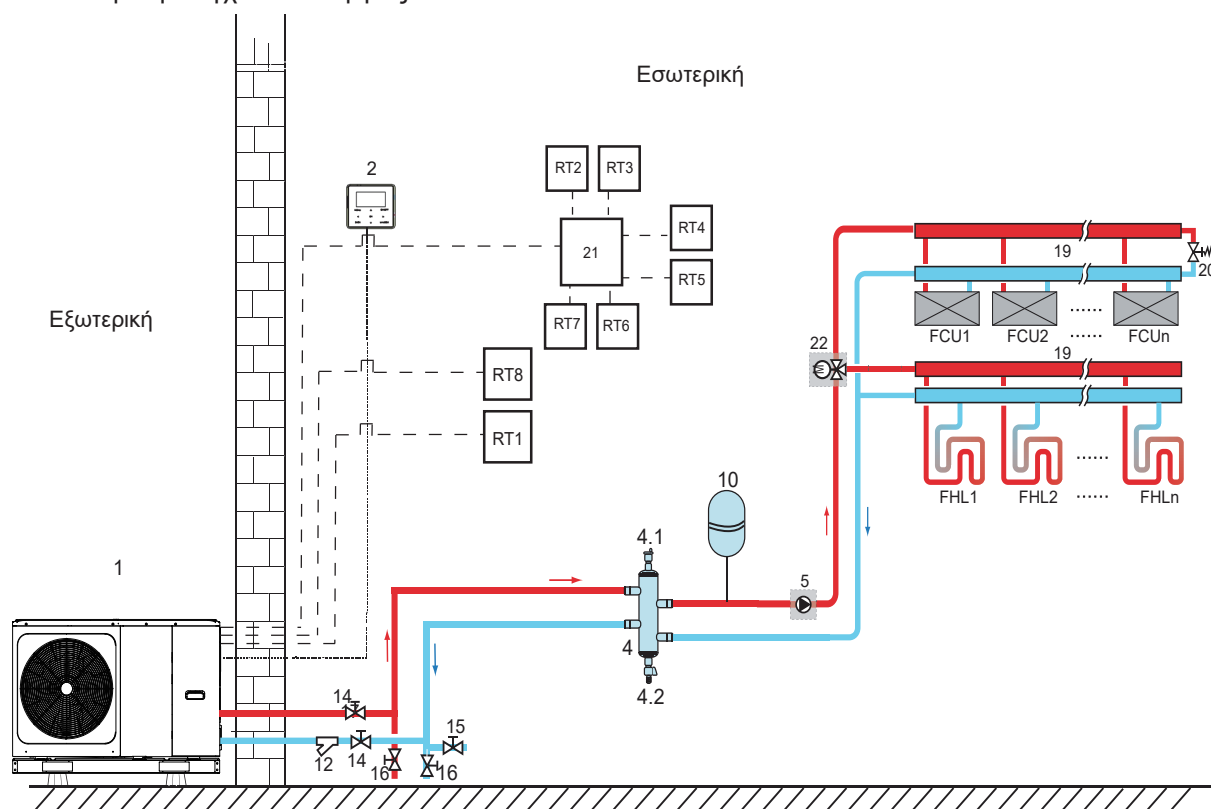 Εσωτερική
2
RT2
RT3
RT4
21
RT5
RT7
RT6
19
20
FCU1
FCU2
......
......
FCUn
Εξωτερική
22
19
RT8
RT1
FHL1
FHL2
......
......
FHLn
10
4.1
1
5
4
4.2
14
15
12
14
16
16